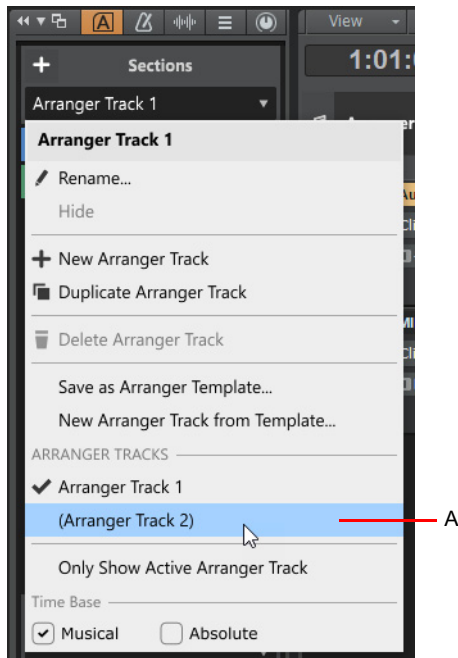 A
View
1:01:
Sections
Arranger Track 1
Arranger Track 1
Rename...
Hide
New Arranger Track
Duplicate Arranger Track
Delete Arranger Track
Save as Arranger Template...
New Arranger Track from Template...
ARRANGER TRACKS
Arranger Track 1
(Arranger Track 2)
A
Only Show Active Arranger Track
Time Base
Musical Absolute